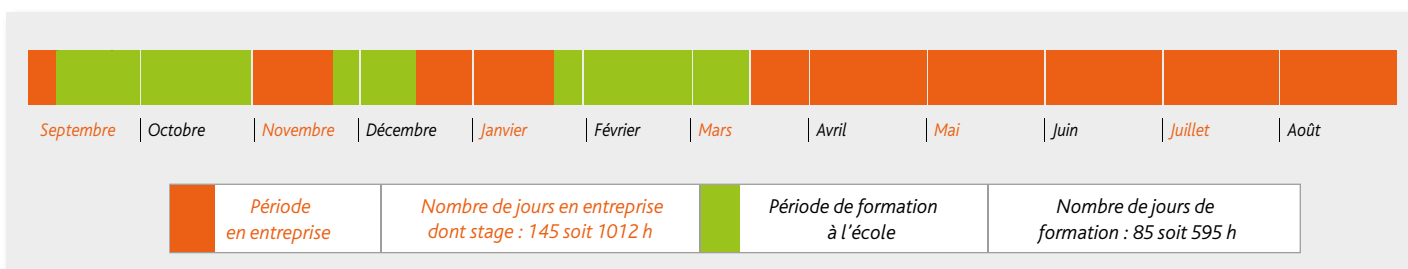 Septembre
Octobre
Novembre
Décembre
Janvier
Février
Mars
Avril
Mai
Juin
Juillet
Août
Période
en entreprise
Nombre de jours en entreprise
dont stage : 145 soit 1012 h
Période de formation
à l'école
Nombre de jours de
formation : 85 soit 595 h